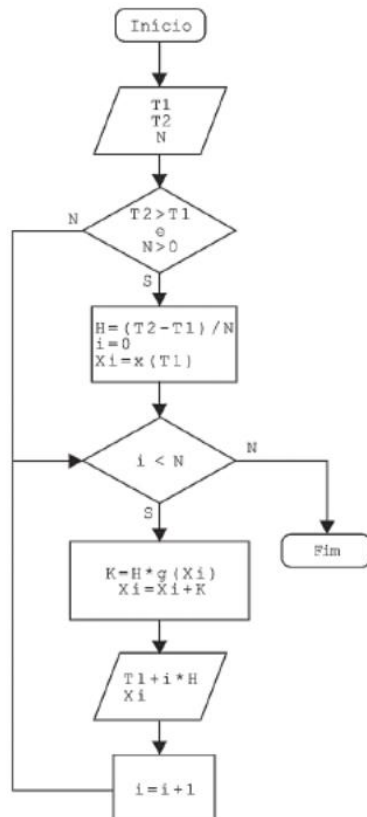 Início
T1
T2
N
N
T2>T1
e
N>0
S
H=(T2-T1)/N
i=0
Xi=x(T1)
i < N
N
S
Fim
K=H*g(Xi)
Xi=Xi+K
T1+i*H
Xi
i=i+1